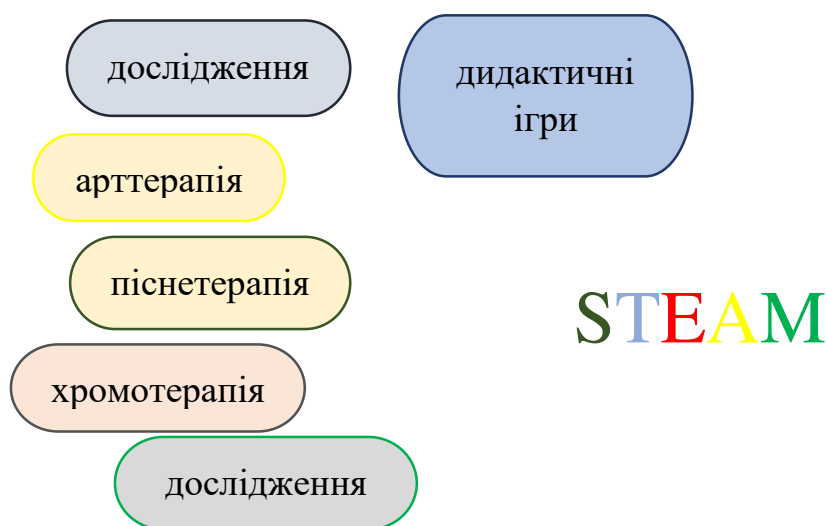 дослідження
дидактичні
ігри
арттерапія
піснетерапія
STEAM
хромотерапія
дослідження